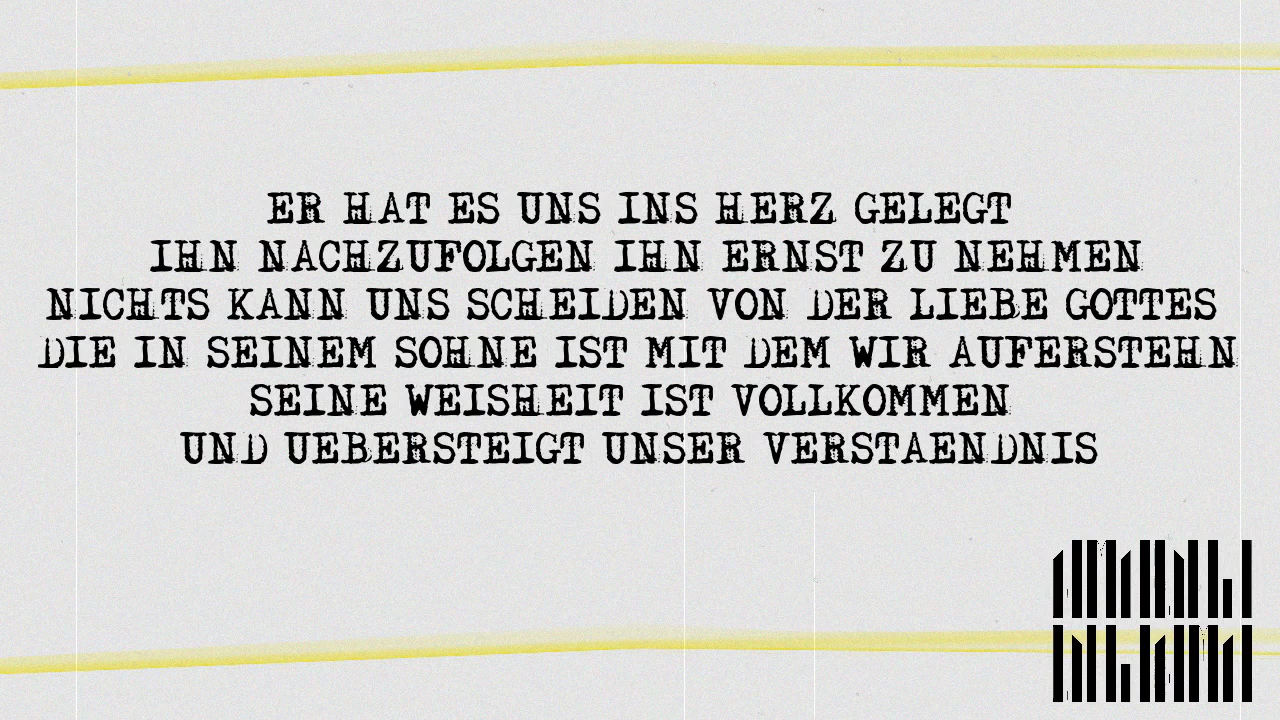 ER HAT ES UNS INS HERZ GELEGT
IHN NACHZUFOLGEN IHN ERNST ZU NEHMEN
NICHTS KANN UNS SCHEIDEN VON DER LIEBE GOTTES
DIE IN SEINEM SOHNE IST MIT DEM WIR AUFERSTEHN
SEINE WEISHEIT IST VOLLKOMMEN
UND UEBERSTEIGT UNSER VERSTAENDNIS